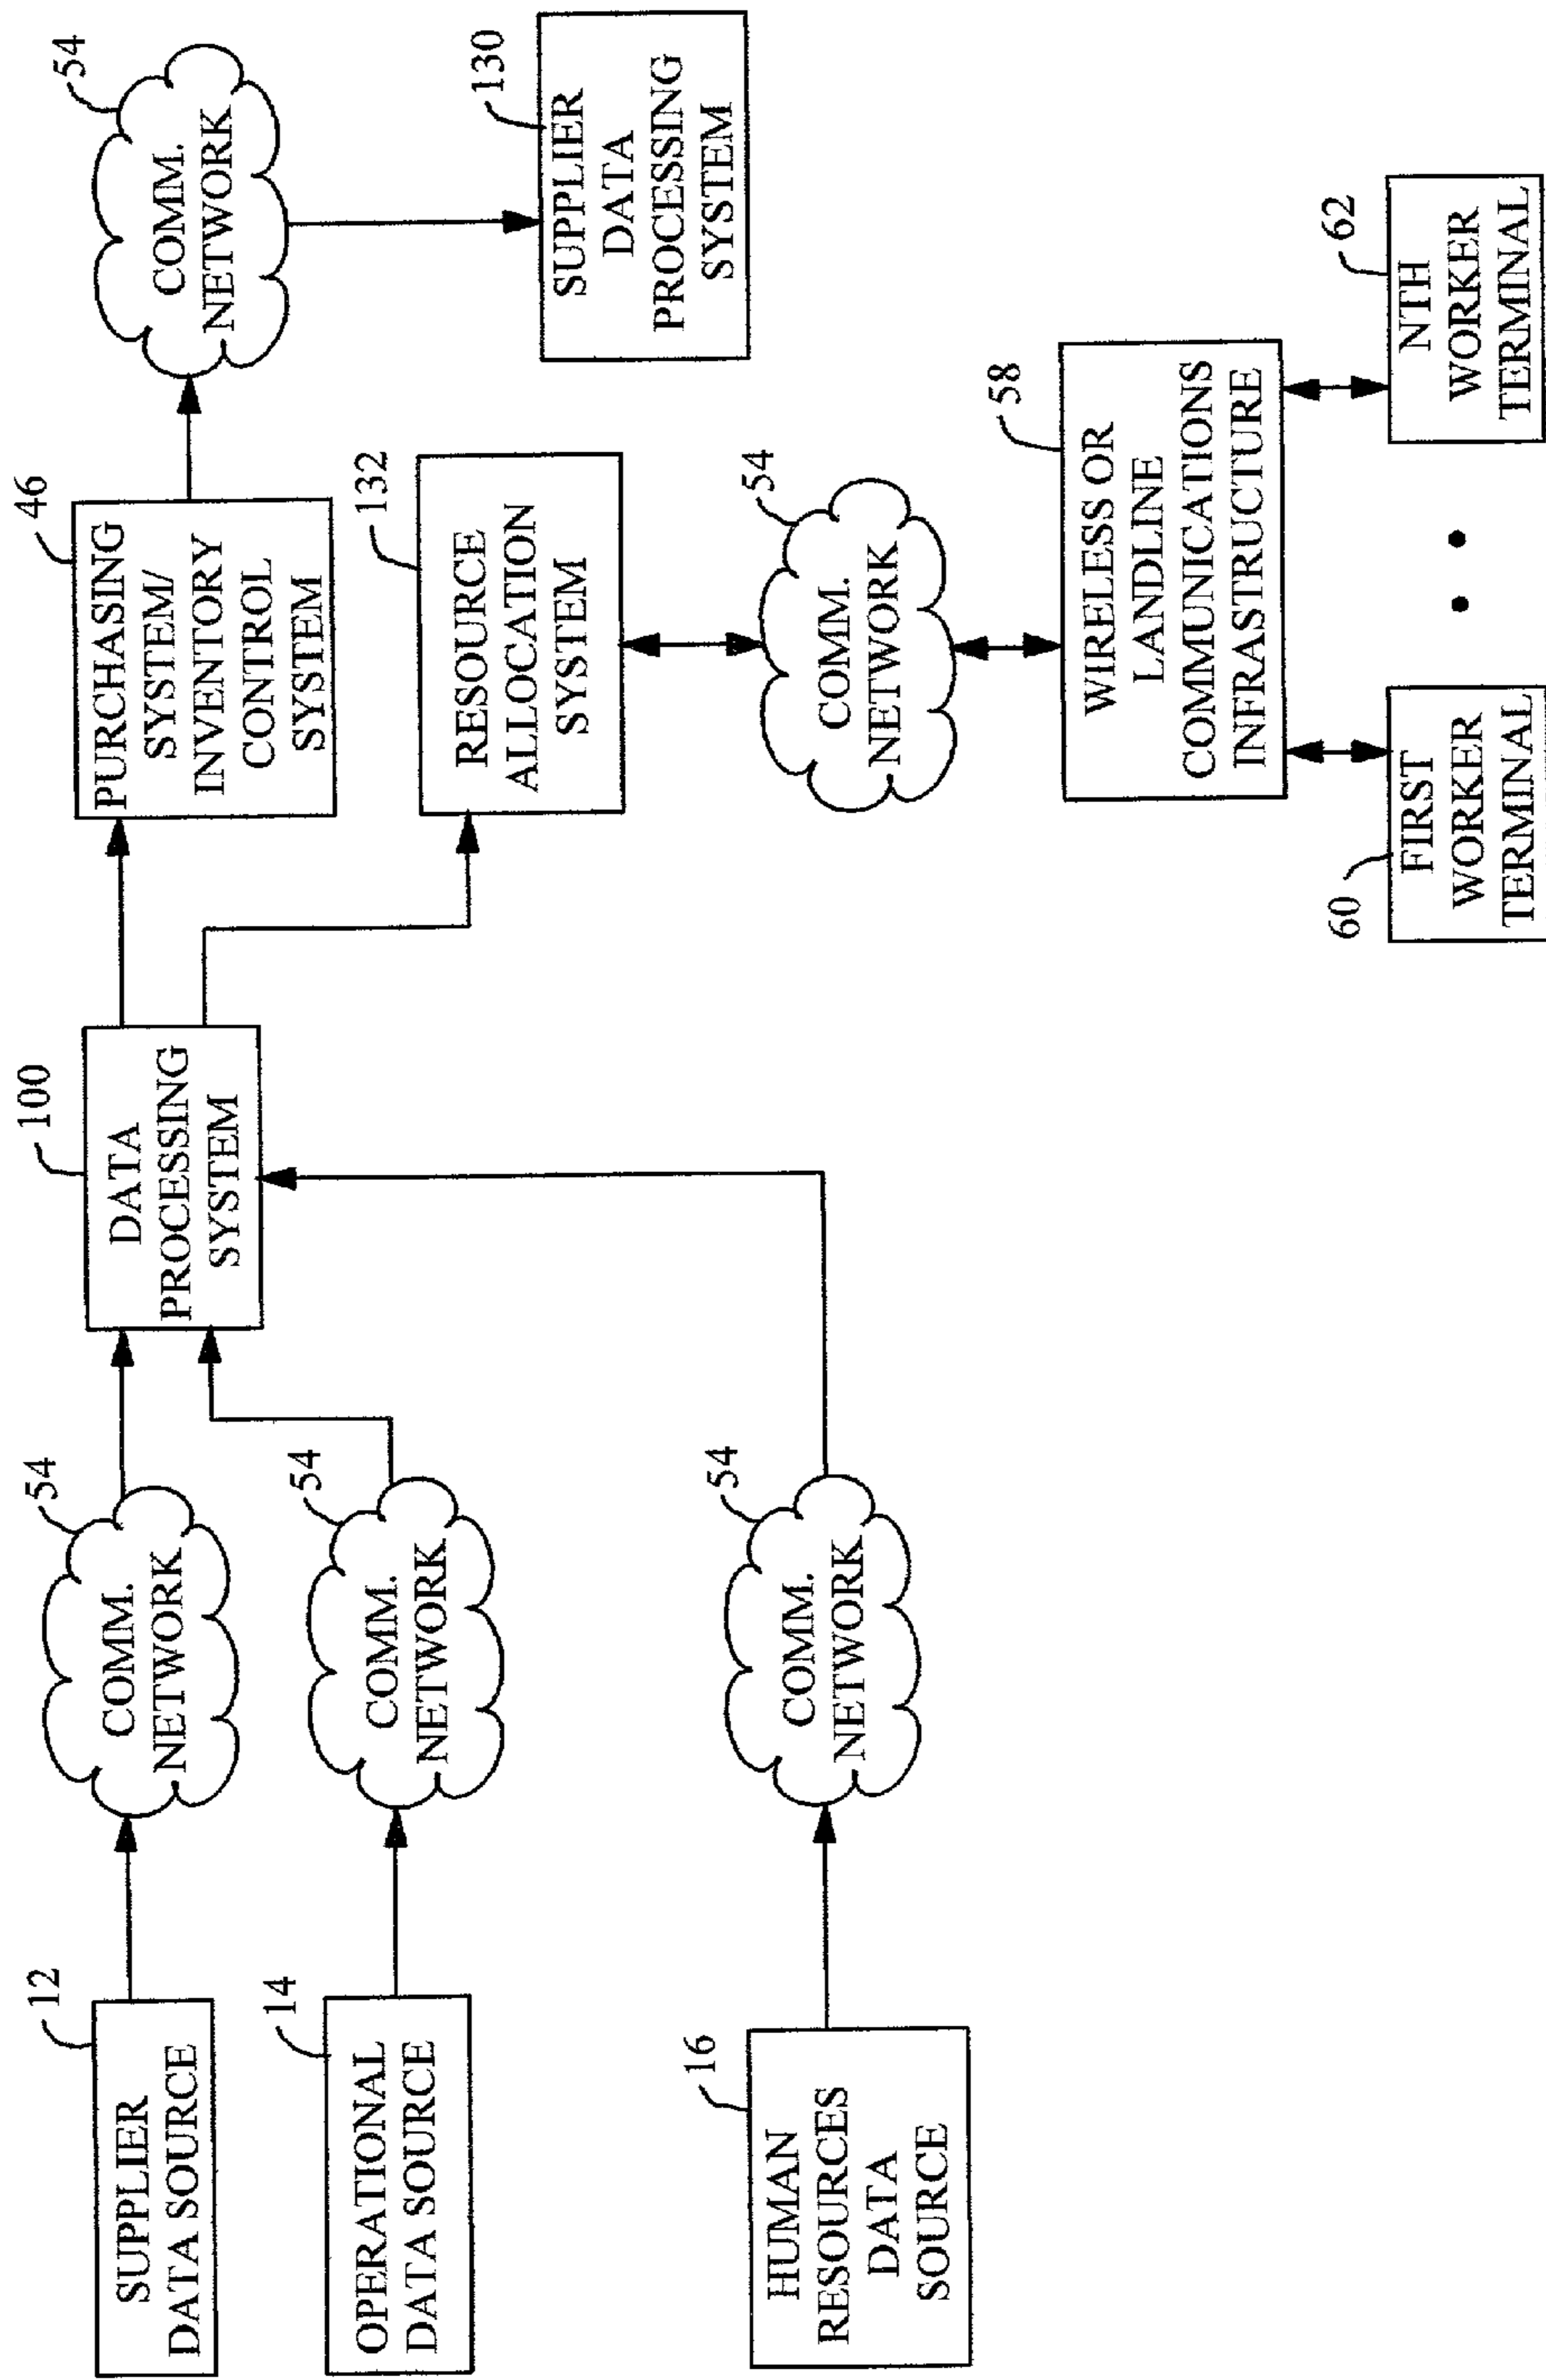 12
SUPPLIER
DATA SOURCE
54
COMM.
NETWORK
14
OPERATIONAL
DATA SOURCE
54
COMM.
NETWORK
16
HUMAN
RESOURCES
DATA
SOURCE
54
COMM.
NETWORK
100
DATA
PROCESSING
SYSTEM
46
PURCHASING
SYSTEM/
INVENTORY
CONTROL
SYSTEM
54
COMM.
NETWORK
130
SUPPLIER
DATA
PROCESSING
SYSTEM
132
RESOURCE
ALLOCATION
SYSTEM
54
COMM.
NETWORK
58
WIRELESS OR
LANDLINE
COMMUNICATIONS
INFRASTRUCTURE
60
FIRST
WORKER
TERMINAL
62
NTH
WORKER
TERMINAL